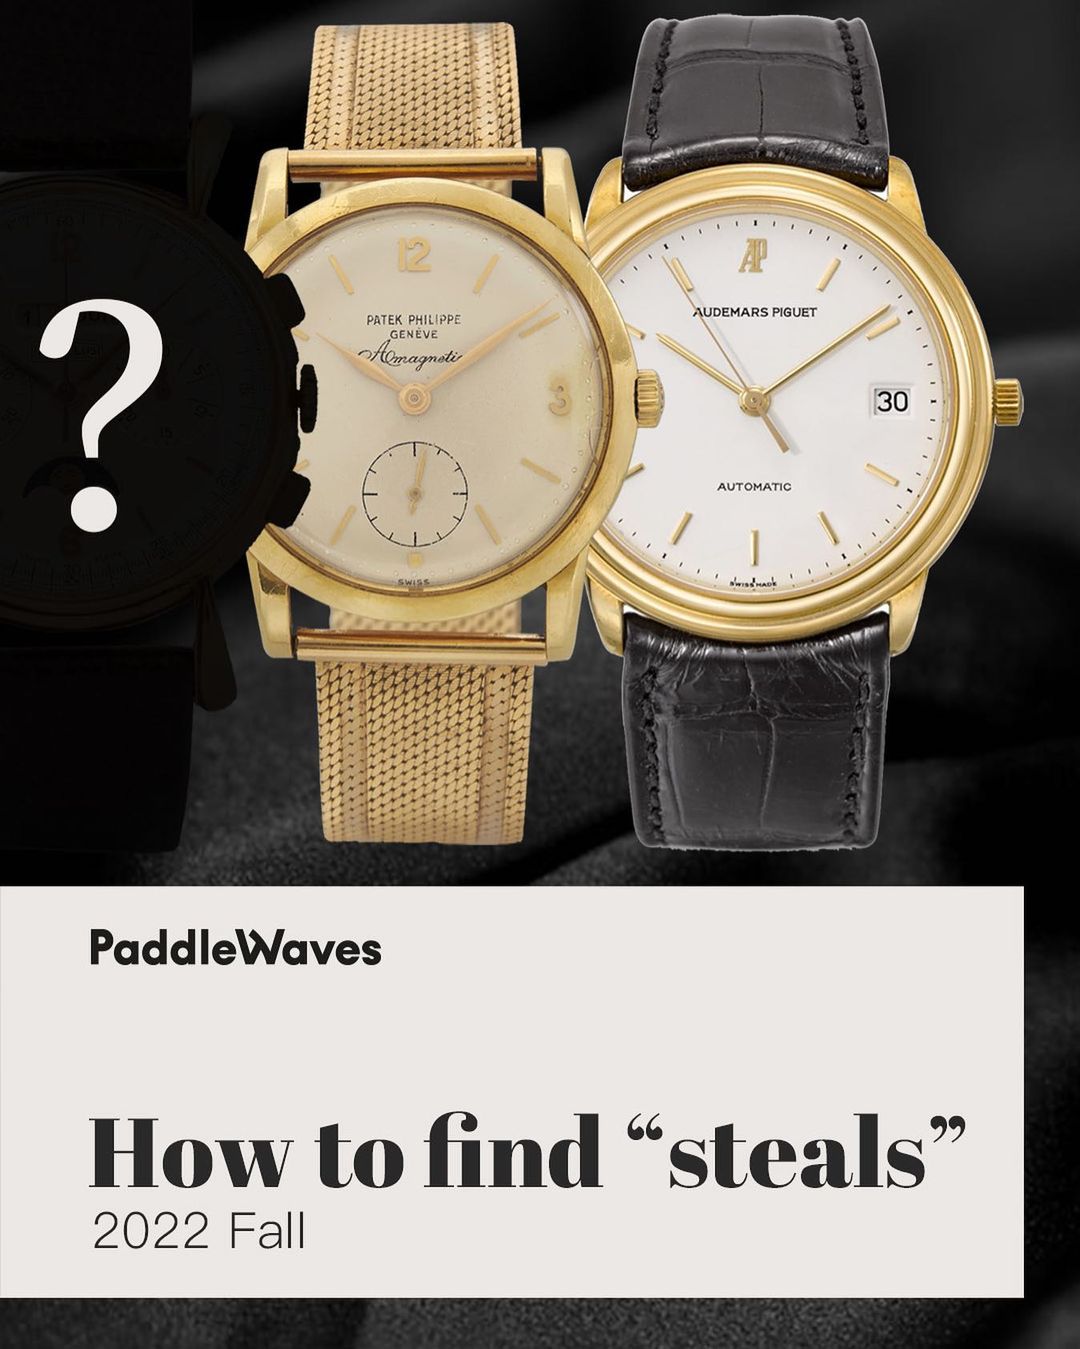 ?
12
PATEK PHILIPPE
GENÈVE
Amagnetic
3
SWISS
AP
AUDEMARS PIGUET
30
AUTOMATIC
SWISS MADE
PaddleWaves
How to find “steals”
2022 Fall